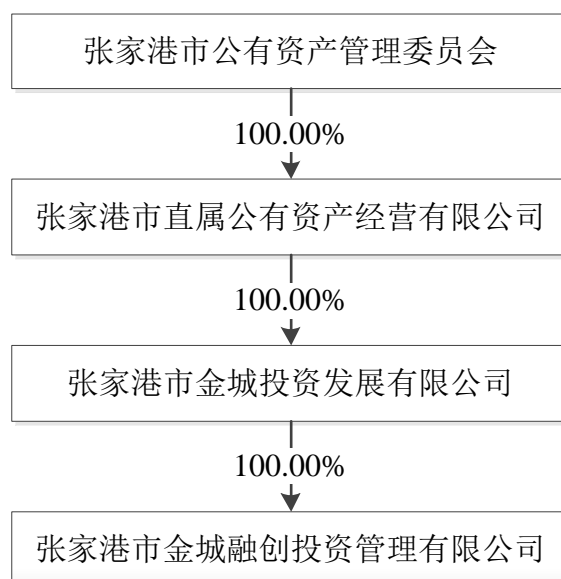 张家港市公有资产管理委员会
100.00%
张家港市直属公有资产经营有限公司
100.00%
张家港市金城投资发展有限公司
100.00%
张家港市金城融创投资管理有限公司